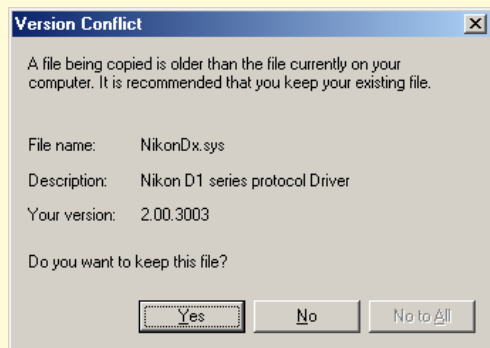 Version Conflict
A file being copied is older than the file currently on your
computer. It is recommended that you keep your existing file.
File name: NikonDx.sys
Description: Nikon D1 series protocol Driver
Your version: 2.00.3003
Do you want to keep this file?
Yes No No to All